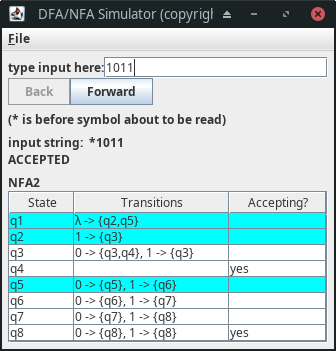 DFA/NFA Simulator (copyrigh
File
type input here: 1011
Back Forward
(* is before symbol about to be read)
input string: *1011
ACCEPTED
NFA2
State Transitions Accepting?
q1 λ -> {q2,q5}
q2 1 -> {q3}
q3 0 -> {q3,q4}, 1 -> {q3}
q4 yes
q5 0 -> {q5}, 1 -> {q6}
q6 0 -> {q6}, 1 -> {q7}
q7 0 -> {q7}, 1 -> {q8}
q8 0 -> {q8}, 1 -> {q8} yes